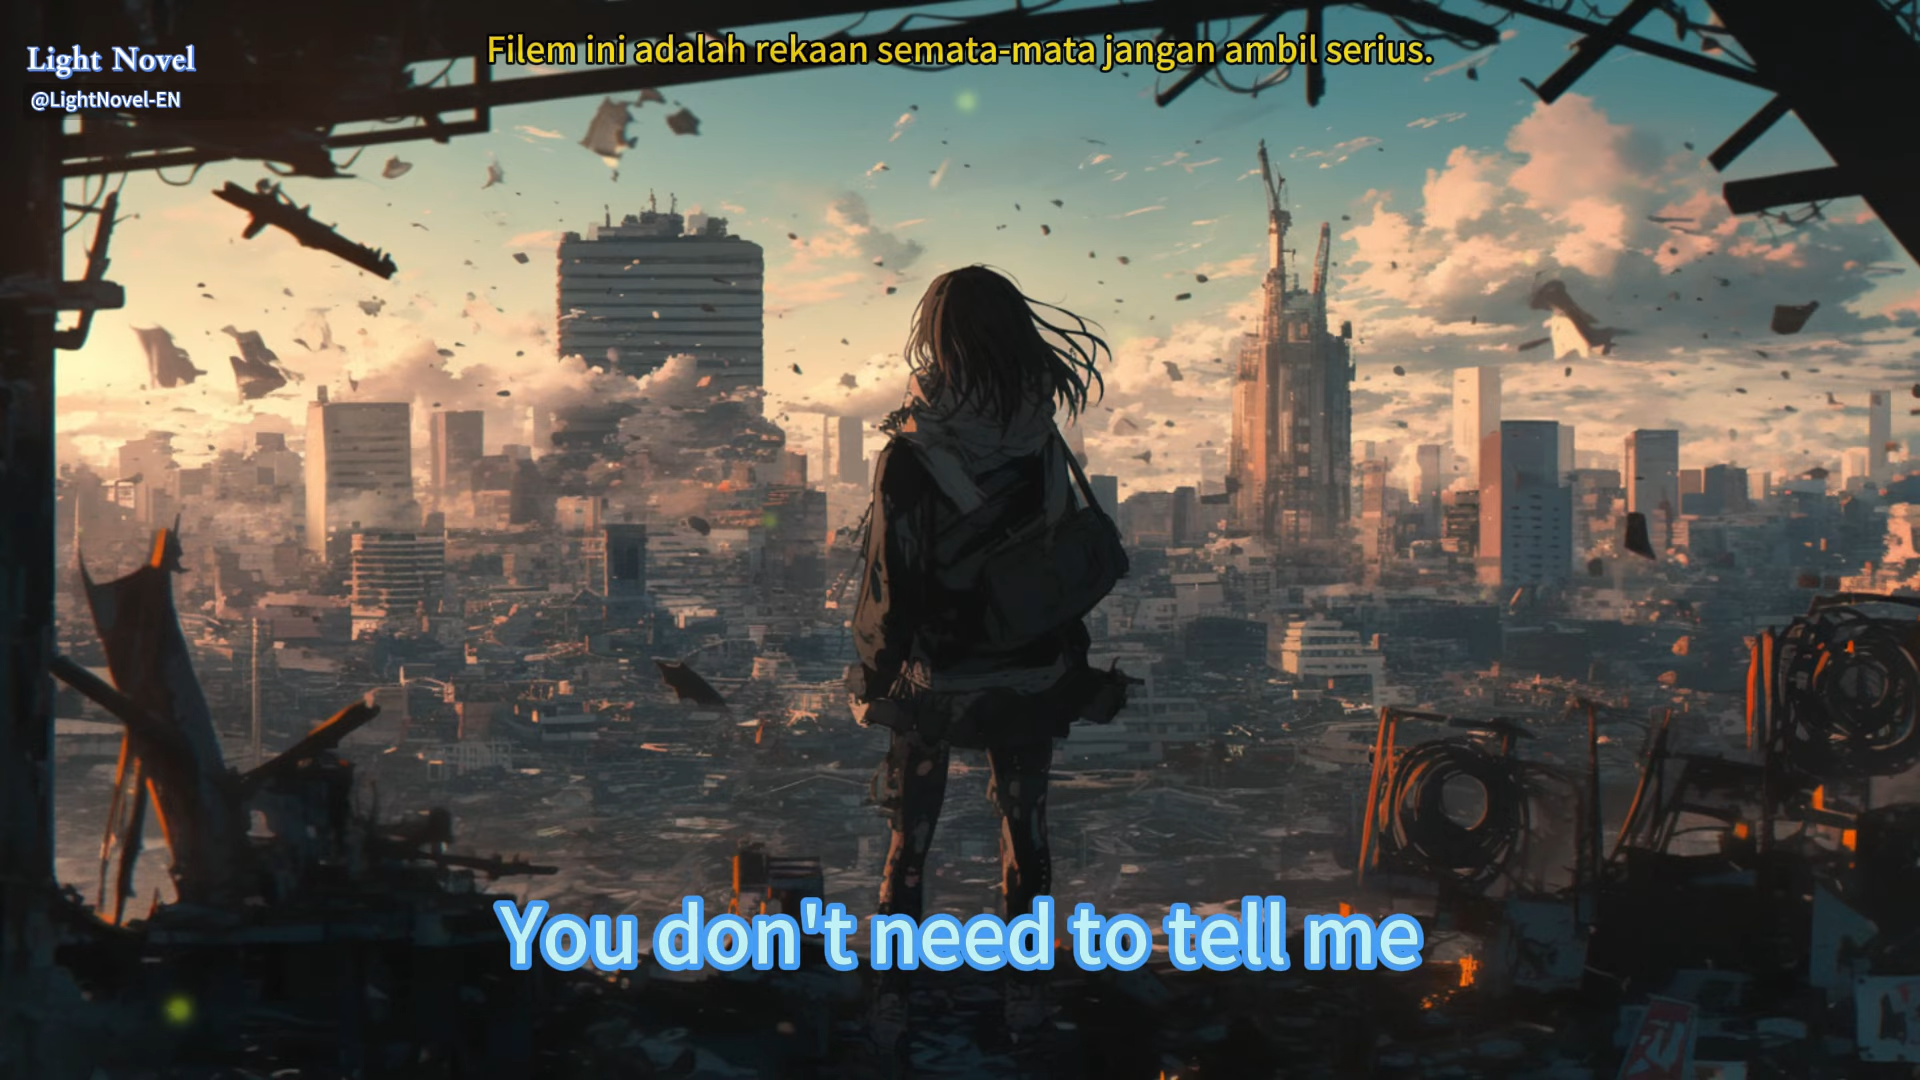 Filem ini adalah rekaan semata-mata jangan ambil serius.
Light Novel
@LightNovel-EN
You don't need to tell me